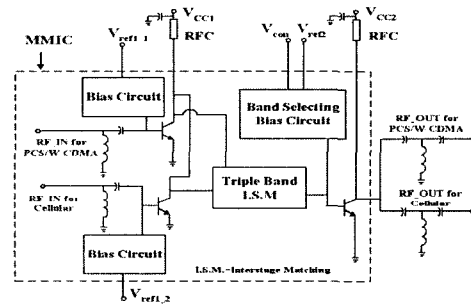 V_CC1
RFC
V_CC2
RFC
V_ref1_1
V_con
V_ref2
MMIC
Bias Circuit
Band Selecting
Bias Circuit
RF_IN for
PCS/W CDMA
RF_OUT for
PCS/W CDMA
RF_IN for
Cellular
Triple Band
I.S.M
RF_OUT for
Cellular
Bias Circuit
I.S.M.-Interstage Matching
V_ref1_2